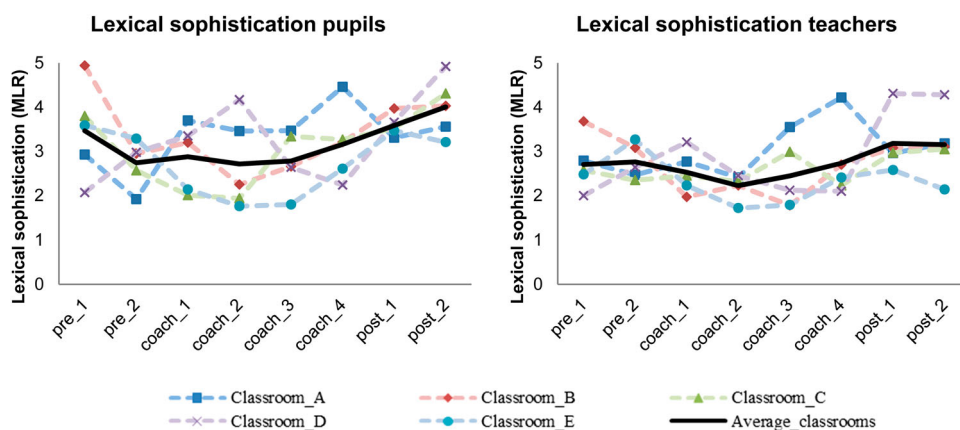 Lexical sophistication pupils
Lexical sophistication (MLR)
5
4
3
2
1
0
pre_1
pre_2
coach_1
coach_2
coach_3
coach_4
post_1
post_2
Lexical sophistication teachers
Lexical sophistication (MLR)
5
4
3
2
1
0
pre_1
pre_2
coach_1
coach_2
coach_3
coach_4
post_1
post_2
Classroom_A
Classroom_B
Classroom_C
Classroom_D
Classroom_E
Average_classrooms